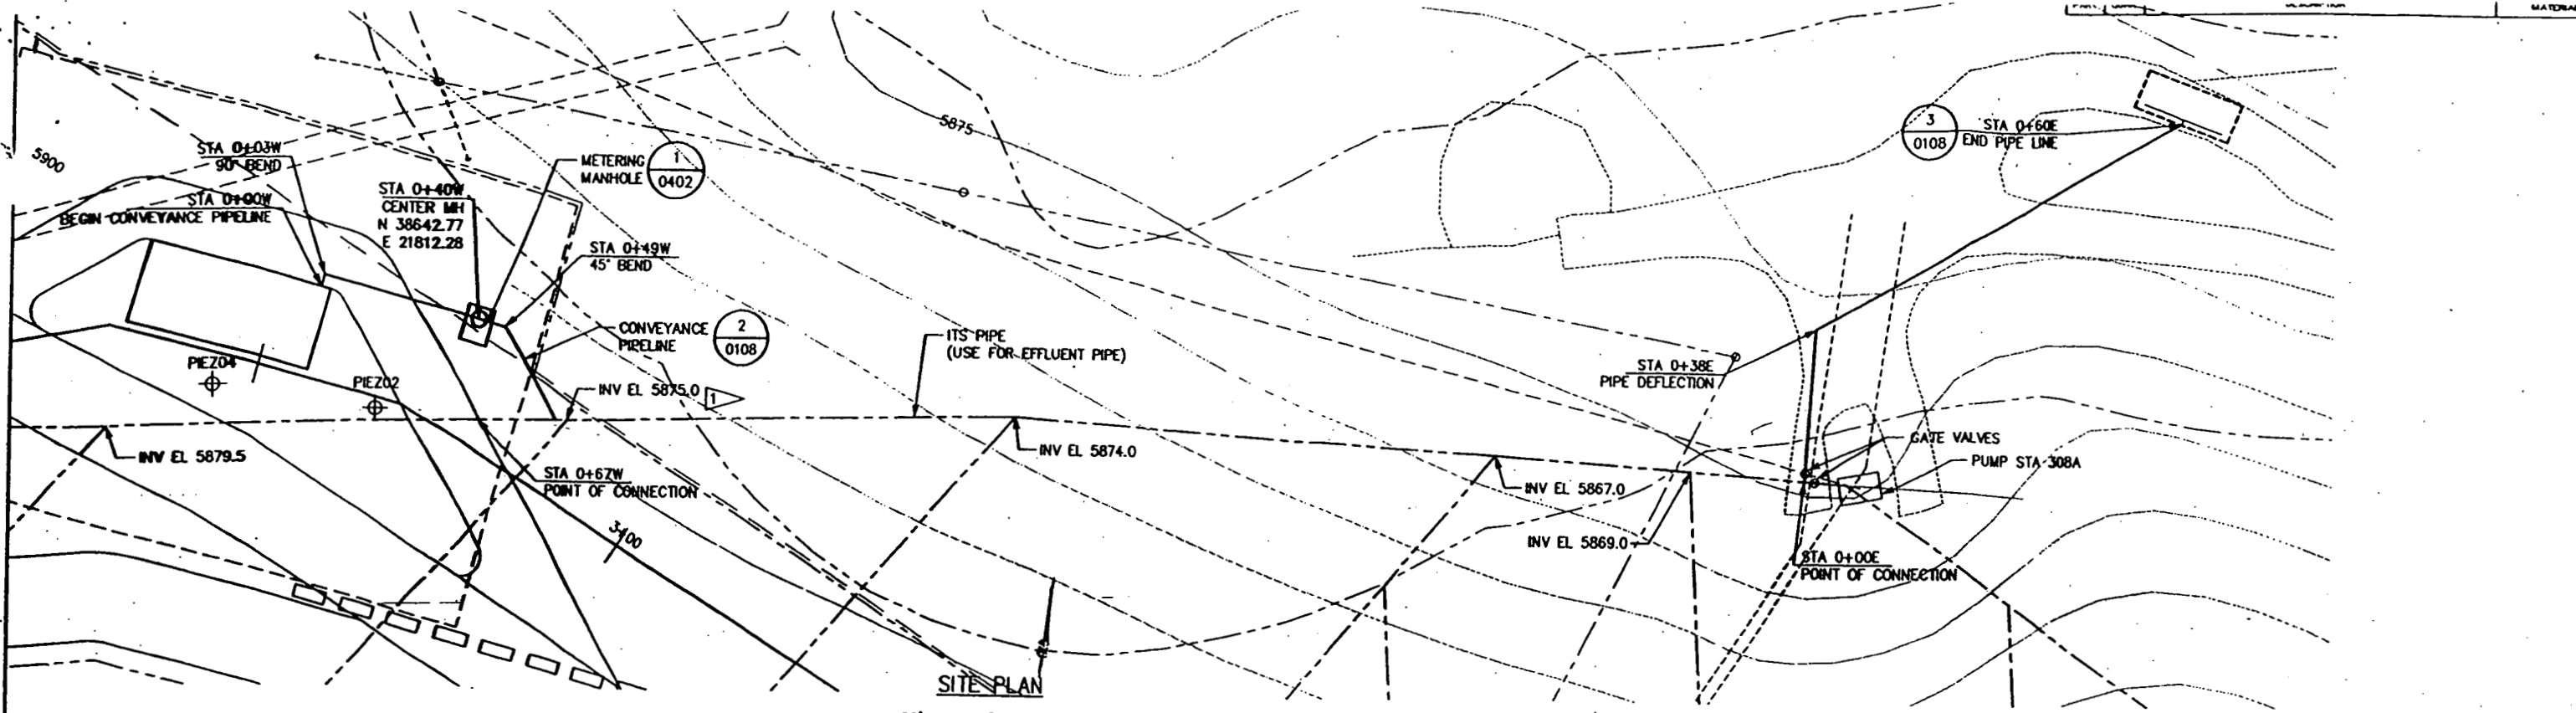 MATERIAL
5900
STA 0+03W
90° BEND
STA 0+00W
BEGIN CONVEYANCE PIPELINE
STA 0+40W
CENTER MH
N 38642.77
E 21812.28
METERING
MANHOLE
1
0402
STA 0+49W
45° BEND
CONVEYANCE
PIPELINE
2
0108
5875
ITS PIPE
(USE FOR EFFLUENT PIPE)
3
0108
STA 0+60E
END PIPE LINE
STA 0+38E
PIPE DEFLECTION
PIEZ04
PIEZ02
INV EL 5875.0
1
INV EL 5879.5
STA 0+67W
POINT OF CONNECTION
3400
INV EL 5874.0
INV EL 5867.0
INV EL 5869.0
GATE VALVES
PUMP STA 308A
STA 0+00E
POINT OF CONNECTION
SITE PLAN